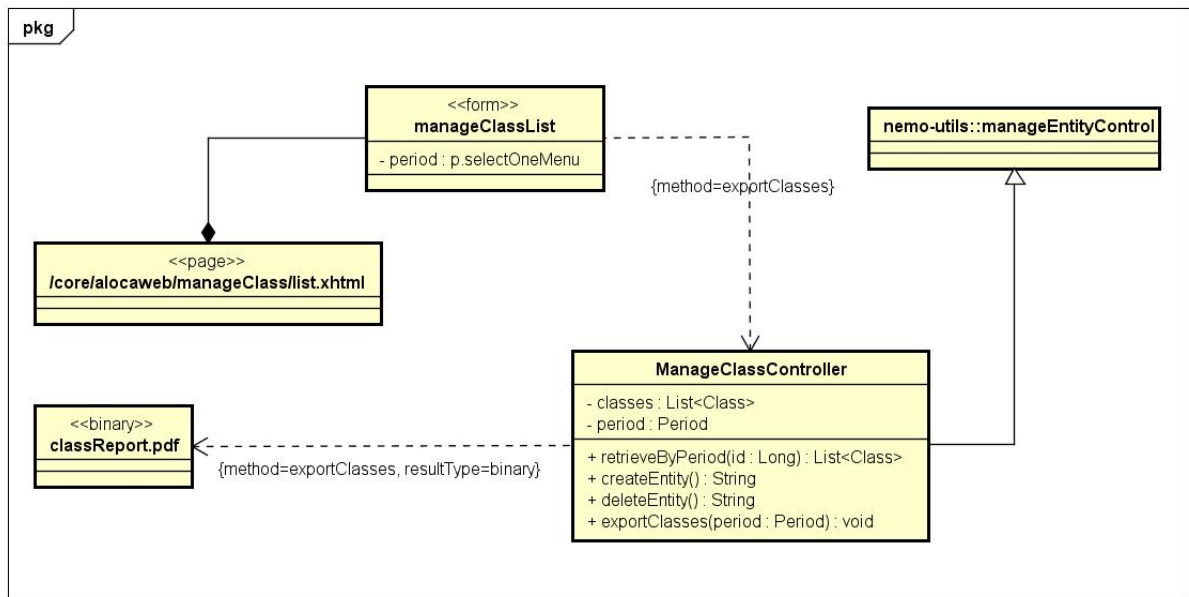 pkg
<<form>>
manageClassList
- period : p.selectOneMenu
nemo-utils::manageEntityControl
{method=exportClasses}
<<page>>
/core/alocaweb/manageClass/list.xhtml
ManageClassController
- classes : List<Class>
- period : Period
+ retrieveByPeriod(id : Long) : List<Class>
+ createEntity() : String
+ deleteEntity() : String
+ exportClasses(period : Period) : void
<<binary>>
classReport.pdf
{method=exportClasses, resultType=binary}